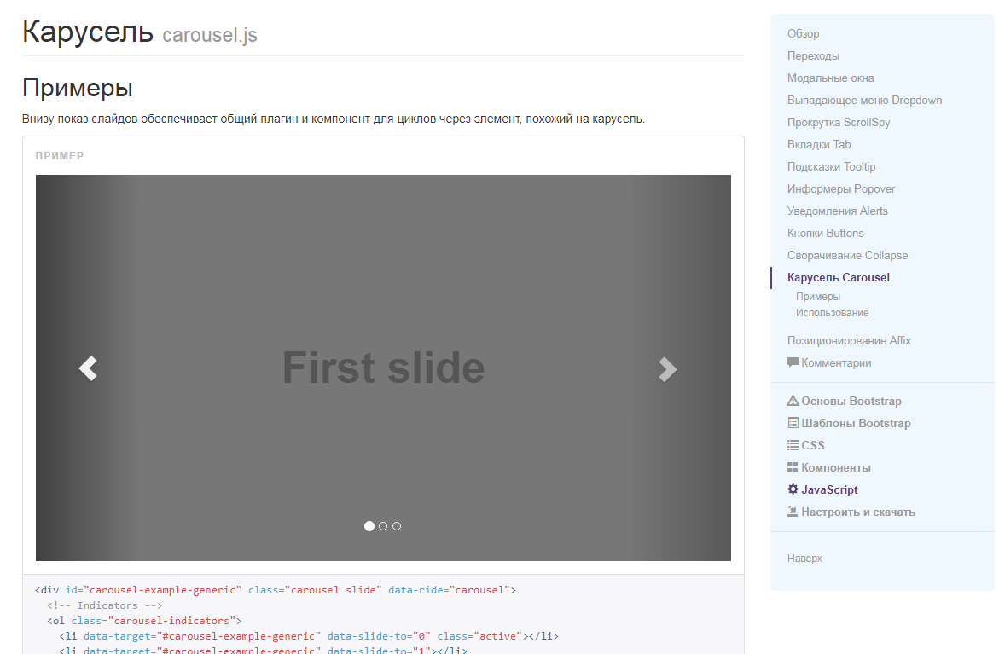 Карусель carousel.js
Примеры
Внизу показ слайдов обеспечивает общий плагин и компонент для циклов через элемент, похожий на карусель.
ПРИМЕР
First slide
<div id="carousel-example-generic" class="carousel slide" data-ride="carousel">
<!-- Indicators -->
<ol class="carousel-indicators">
<li data-target="#carousel-example-generic" data-slide-to="0" class="active"></li>
<li data-target="#carousel-example-generic" data-slide-to="1"></li>
Обзор
Переходы
Модальные окна
Выпадающее меню Dropdown
Прокрутка ScrollSpy
Вкладки Tab
Подсказки Tooltip
Информеры Popover
Уведомления Alerts
Кнопки Buttons
Сворачивание Collapse
Карусель Carousel
Примеры
Использование
Позиционирование Affix
Комментарии
Основы Bootstrap
Шаблоны Bootstrap
CSS
Компоненты
JavaScript
Настроить и скачать
Наверх